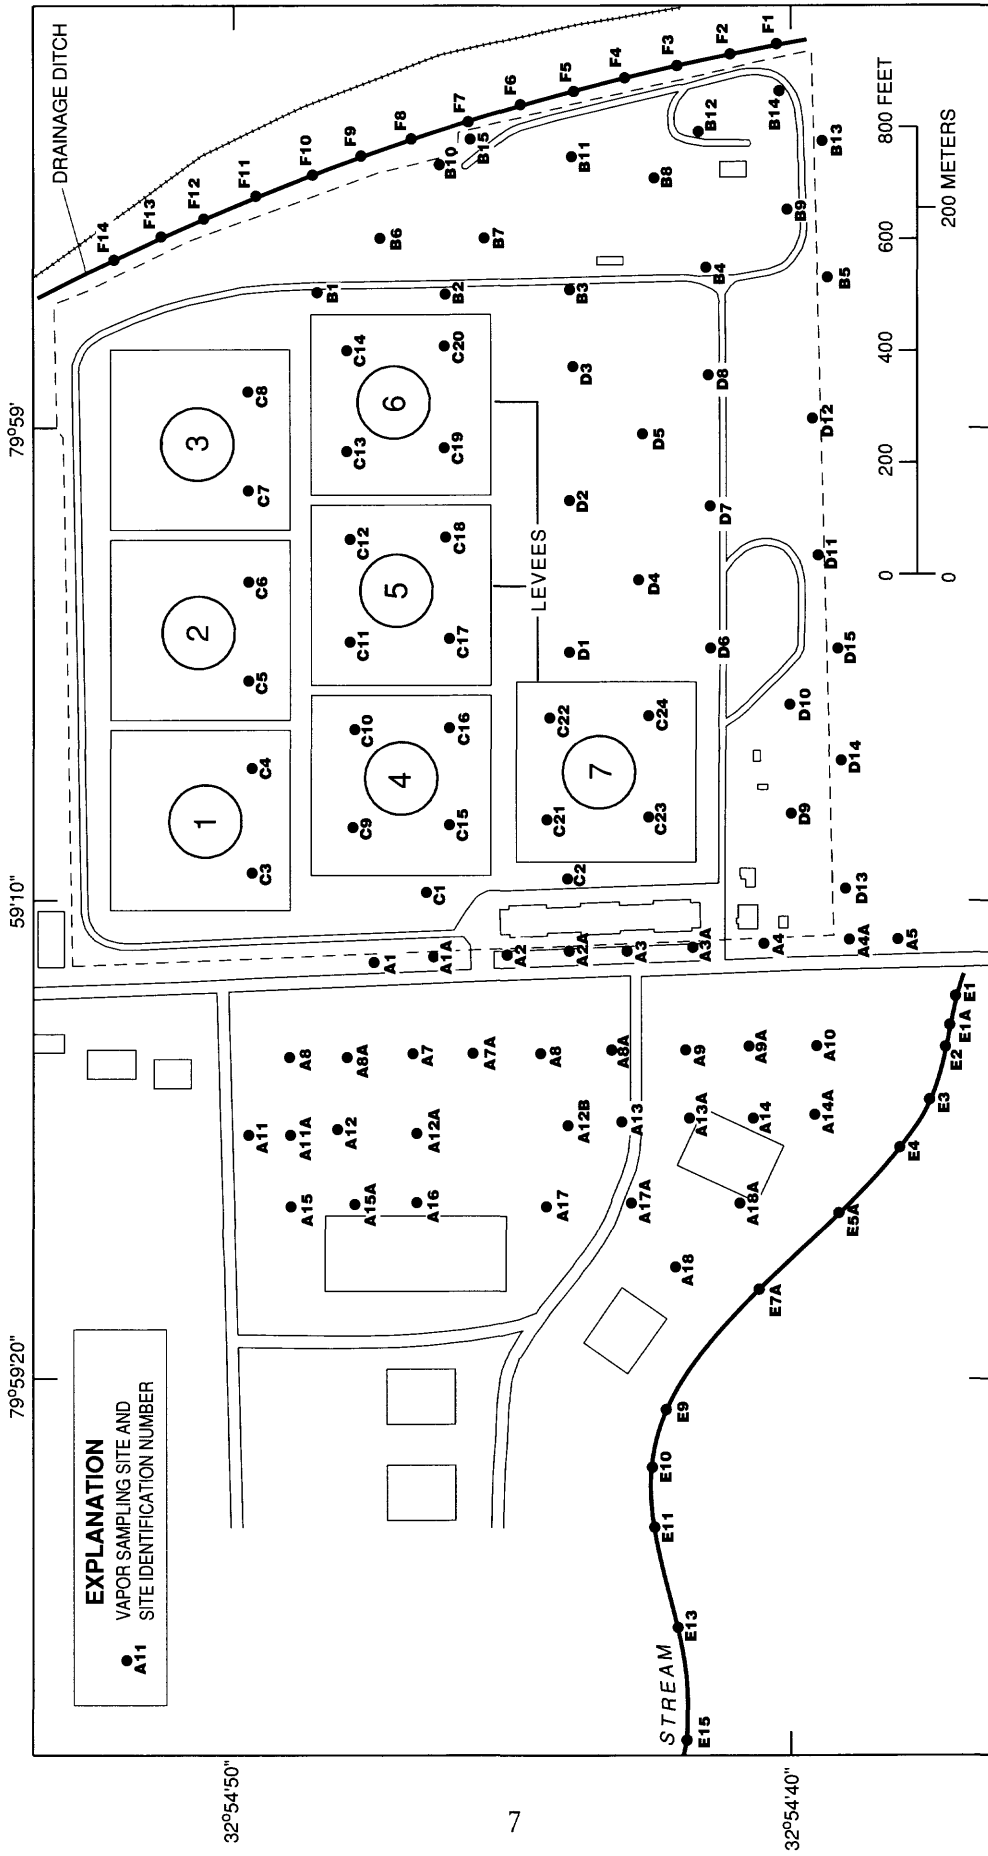 79°59'20"
59'10"
79°59'
32°54'50"
32°54'40"
EXPLANATION
A11
VAPOR SAMPLING SITE AND
SITE IDENTIFICATION NUMBER
DRAINAGE DITCH
F14
F13
F12
F11
F10
F9
F8
F7
F6
F5
F4
F3
F2
F1
1
2
3
4
5
6
7
C3
C4
C5
C6
C7
C8
C9
C10
C11
C12
C13
C14
C15
C16
C17
C18
C19
C20
C21
C22
C23
C24
C1
C2
LEVEES
B1
B2
B3
B4
B5
B6
B7
B8
B9
B10
B15
B11
B12
B14
B13
D1
D2
D3
D4
D5
D6
D7
D8
D9
D10
D11
D12
D13
D14
D15
A1
A1A
A2
A2A
A3
A3A
A4
A4A
A5
A8
A8A
A7
A7A
A8
A8A
A9
A9A
A10
A11
A11A
A12
A12A
A12B
A13
A13A
A14
A14A
A15
A15A
A16
A17
A17A
A18A
A18
STREAM
E15
E13
E11
E10
E9
E7A
E5A
E4
E3
E2
E1A
E1
0
200
400
600
800 FEET
0
200 METERS
7